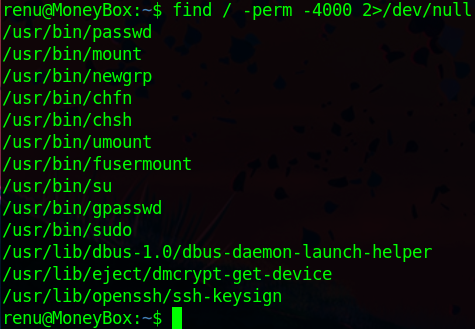 renu@MoneyBox:~$ find / -perm -4000 2>/dev/null
/usr/bin/passwd
/usr/bin/mount
/usr/bin/newgrp
/usr/bin/chfn
/usr/bin/chsh
/usr/bin/umount
/usr/bin/fusermount
/usr/bin/su
/usr/bin/gpasswd
/usr/bin/sudo
/usr/lib/dbus-1.0/dbus-daemon-launch-helper
/usr/lib/eject/dmcrypt-get-device
/usr/lib/openssh/ssh-keysign
renu@MoneyBox:~$